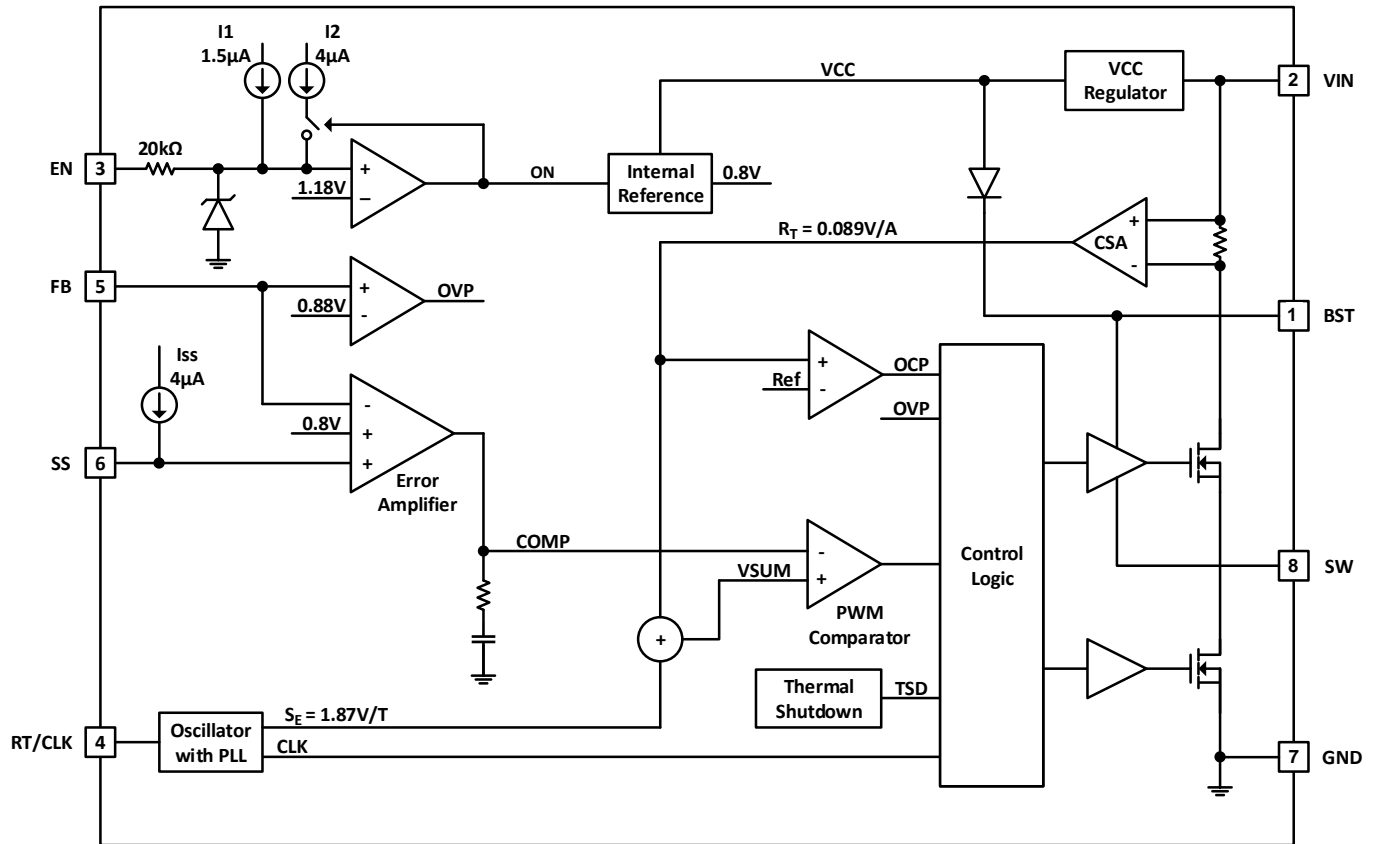 I1
1.5µA
I2
4µA
VCC
VCC
Regulator
2
VIN
20kΩ
EN
3
+
1.18V
–
ON
Internal
Reference
0.8V
R_T = 0.089V/A
CSA
+
-
FB
5
+
0.88V
-
OVP
1
BST
Iss
4µA
+
Ref
-
OCP
OVP
-
0.8V
+
SS
6
+
Error
Amplifier
COMP
-
VSUM
+
PWM
Comparator
Control
Logic
8
SW
+
Thermal
Shutdown
TSD
S_E = 1.87V/T
RT/CLK
4
Oscillator
with PLL
CLK
7
GND